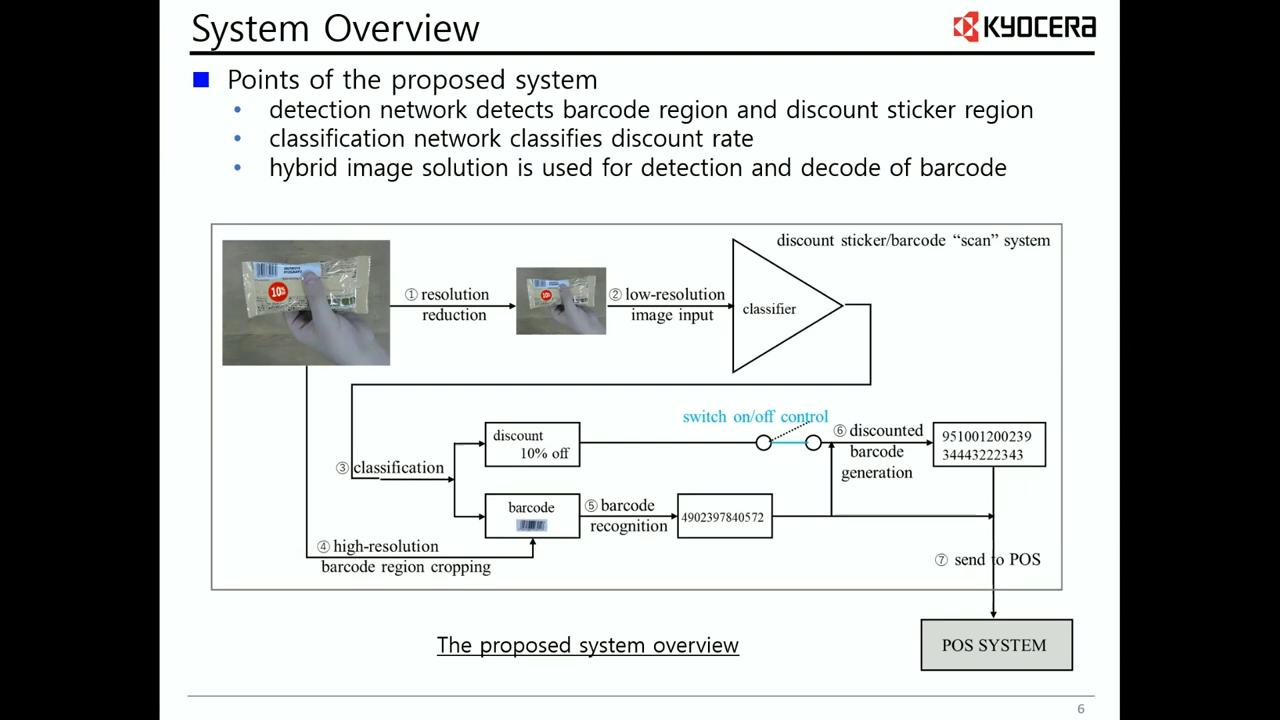 System Overview
KYOCERA
Points of the proposed system
• detection network detects barcode region and discount sticker region
• classification network classifies discount rate
• hybrid image solution is used for detection and decode of barcode
discount sticker/barcode “scan” system
10%
① resolution
reduction
10%
② low-resolution
image input
classifier
switch on/off control
discount
10% off
⑥ discounted
barcode
generation
951001200239
34443222343
③ classification
barcode
⑤ barcode
recognition
4902397840572
④ high-resolution
barcode region cropping
⑦ send to POS
The proposed system overview
POS SYSTEM
6